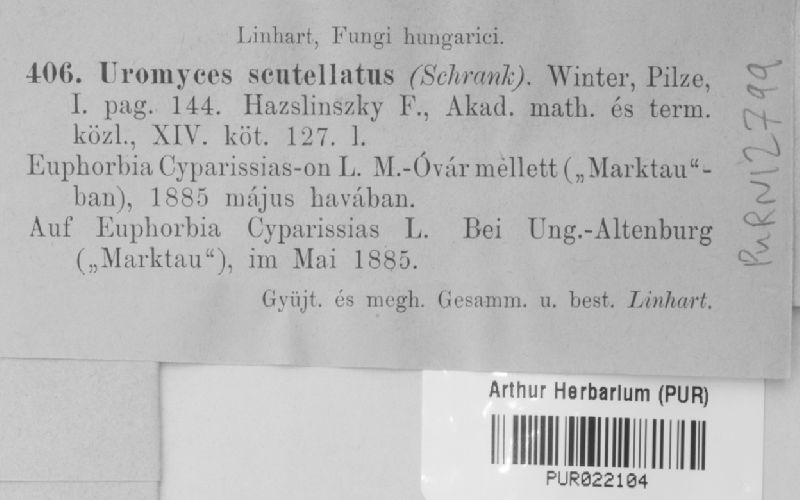 Linhart, Fungi hungarici.
406. Uromyces scutellatus (Schrank). Winter, Pilze,
I. pag. 144. Hazslinszky F., Akad. math. és term.
közl., XIV. köt. 127. l.
Euphorbia Cyparissias-on L. M.-Óvár mellett („Marktau“-
ban), 1885 május havában.
Auf Euphorbia Cyparissias L. Bei Ung.-Altenburg
(„Marktau“), im Mai 1885.
Gyüjt. és megh. Gesamm. u. best. Linhart.
PURN12799
Arthur Herbarium (PUR)
PUR022104